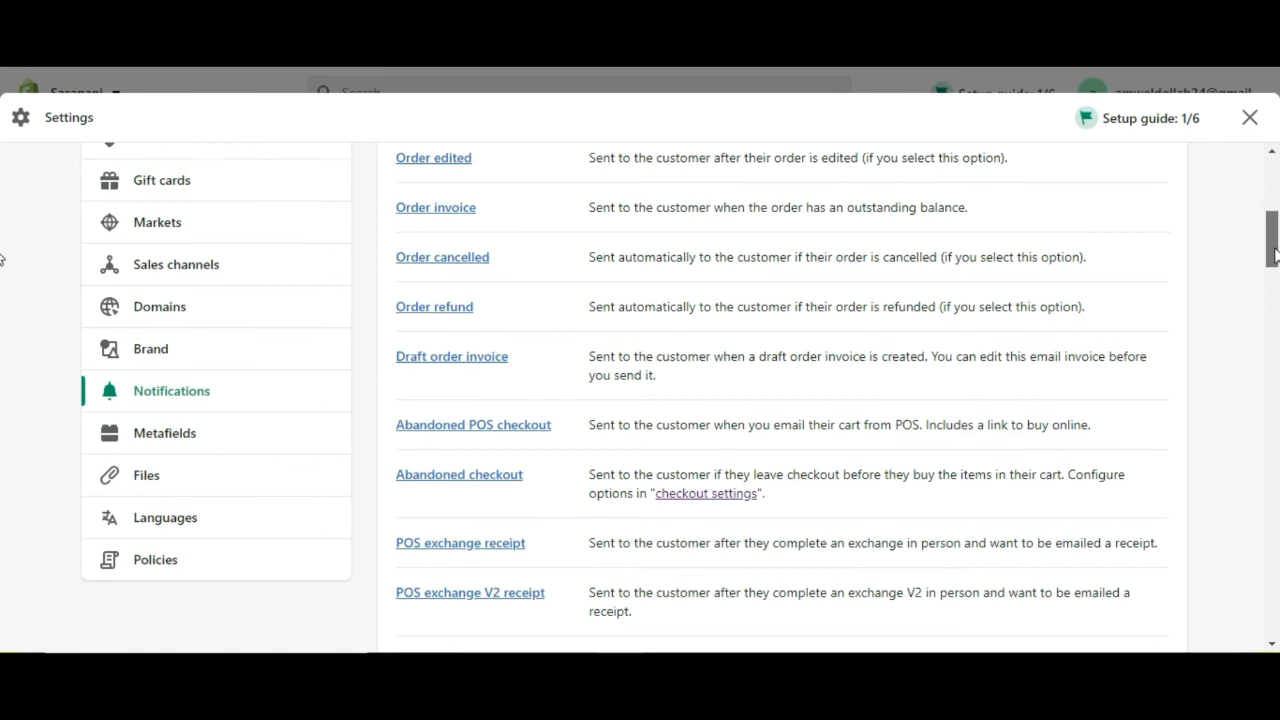 Settings
Setup guide: 1/6
Order edited
Sent to the customer after their order is edited (if you select this option).
Gift cards
Markets
Sales channels
Domains
Brand
Notifications
Metafields
Files
Languages
Policies
Order invoice
Sent to the customer when the order has an outstanding balance.
Order cancelled
Sent automatically to the customer if their order is cancelled (if you select this option).
Order refund
Sent automatically to the customer if their order is refunded (if you select this option).
Draft order invoice
Sent to the customer when a draft order invoice is created. You can edit this email invoice before
you send it.
Abandoned POS checkout
Sent to the customer when you email their cart from POS. Includes a link to buy online.
Abandoned checkout
Sent to the customer if they leave checkout before they buy the items in their cart. Configure
options in "checkout settings".
POS exchange receipt
Sent to the customer after they complete an exchange in person and want to be emailed a receipt.
POS exchange V2 receipt
Sent to the customer after they complete an exchange V2 in person and want to be emailed a
receipt.